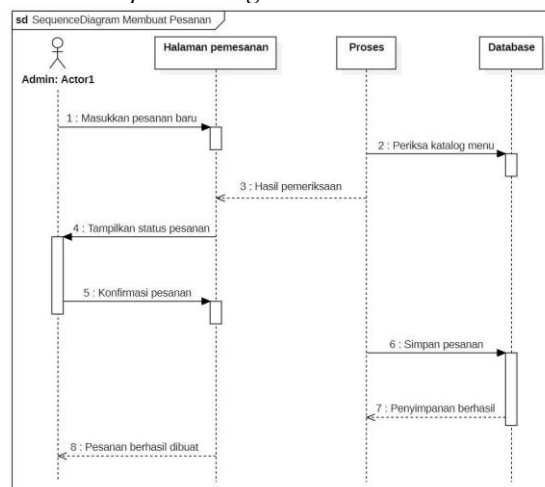 sd SequenceDiagram Membuat Pesanan
Halaman pemesanan
Proses
Database
Admin: Actor1
1 : Masukkan pesanan baru
2 : Periksa katalog menu
3 : Hasil pemeriksaan
4 : Tampilkan status pesanan
5 : Konfirmasi pesanan
6 : Simpan pesanan
7 : Penyimpanan berhasil
8 : Pesanan berhasil dibuat